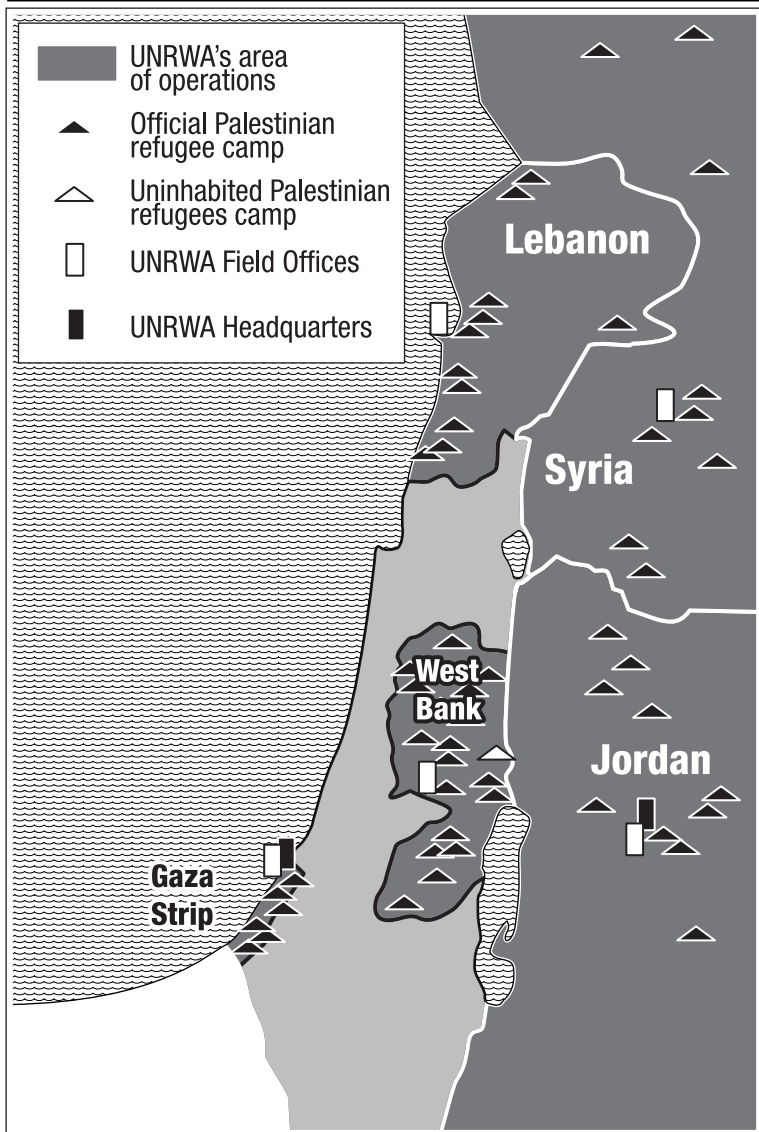 UNRWA's area
of operations
Official Palestinian
refugee camp
Uninhabited Palestinian
refugees camp
UNRWA Field Offices
UNRWA Headquarters
Lebanon
Syria
West
Bank
Jordan
Gaza
Strip